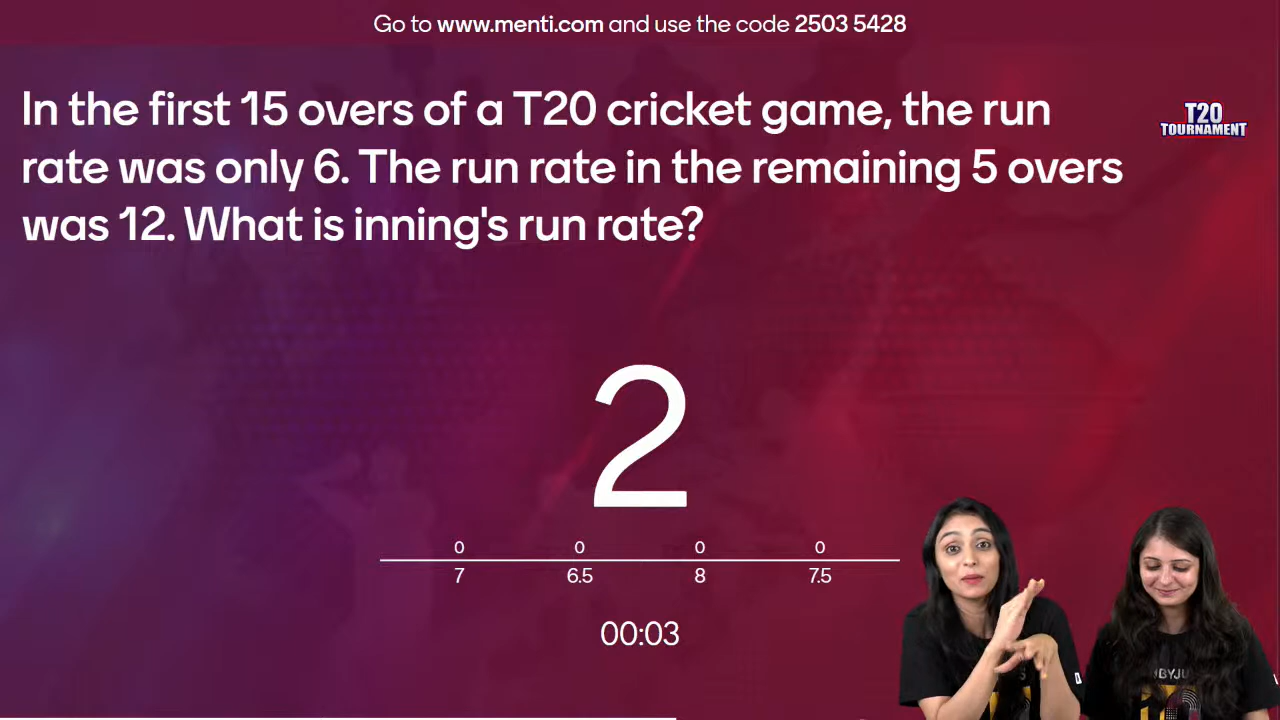 Go to www.menti.com and use the code 2503 5428
In the first 15 overs of a T20 cricket game, the run
rate was only 6. The run rate in the remaining 5 overs
was 12. What is inning's run rate?
T20
TOURNAMENT
2
0 0 0 0
7 6.5 8 7.5
00:03